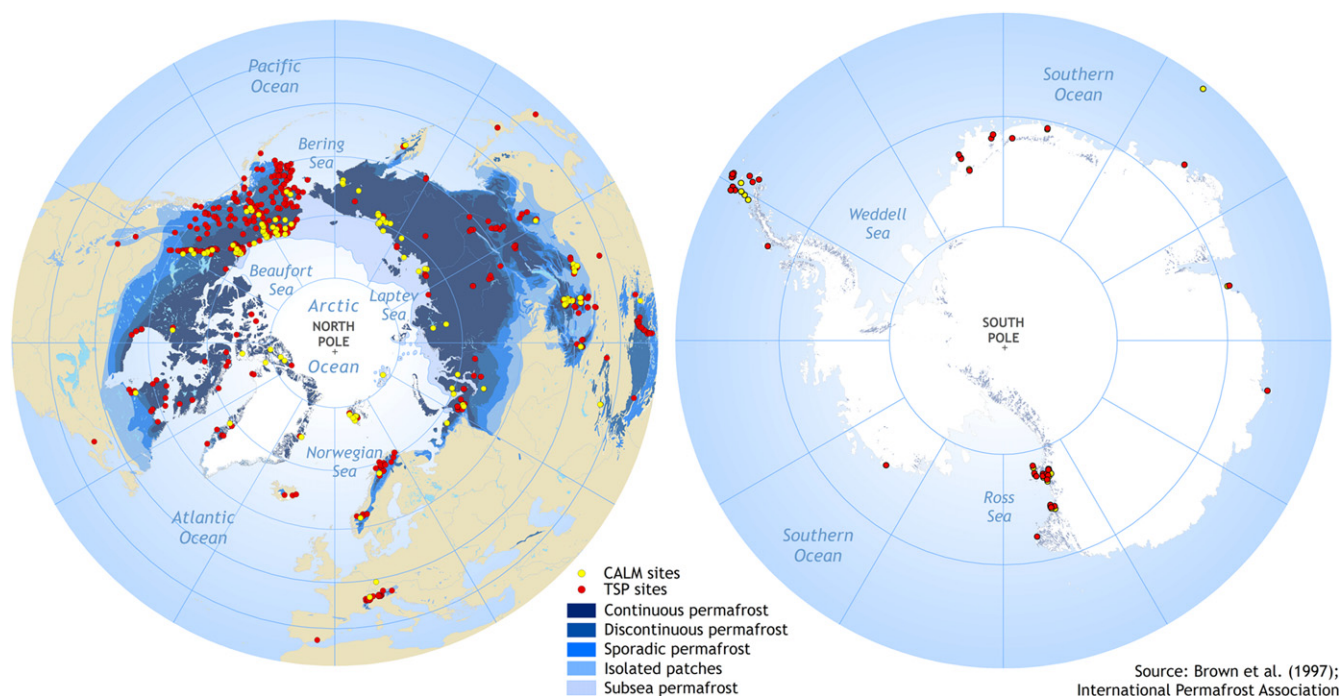 Pacific
Ocean
Bering
Sea
Beaufort
Sea
Arctic
NORTH
POLE
+
Ocean
Laptev
Sea
Norwegian
Sea
Atlantic
Ocean
Southern
Ocean
Weddell
Sea
SOUTH
POLE
+
Ross
Sea
Southern
Ocean
CALM sites
TSP sites
Continuous permafrost
Discontinuous permafrost
Sporadic permafrost
Isolated patches
Subsea permafrost
Source: Brown et al. (1997);
International Permafrost Association